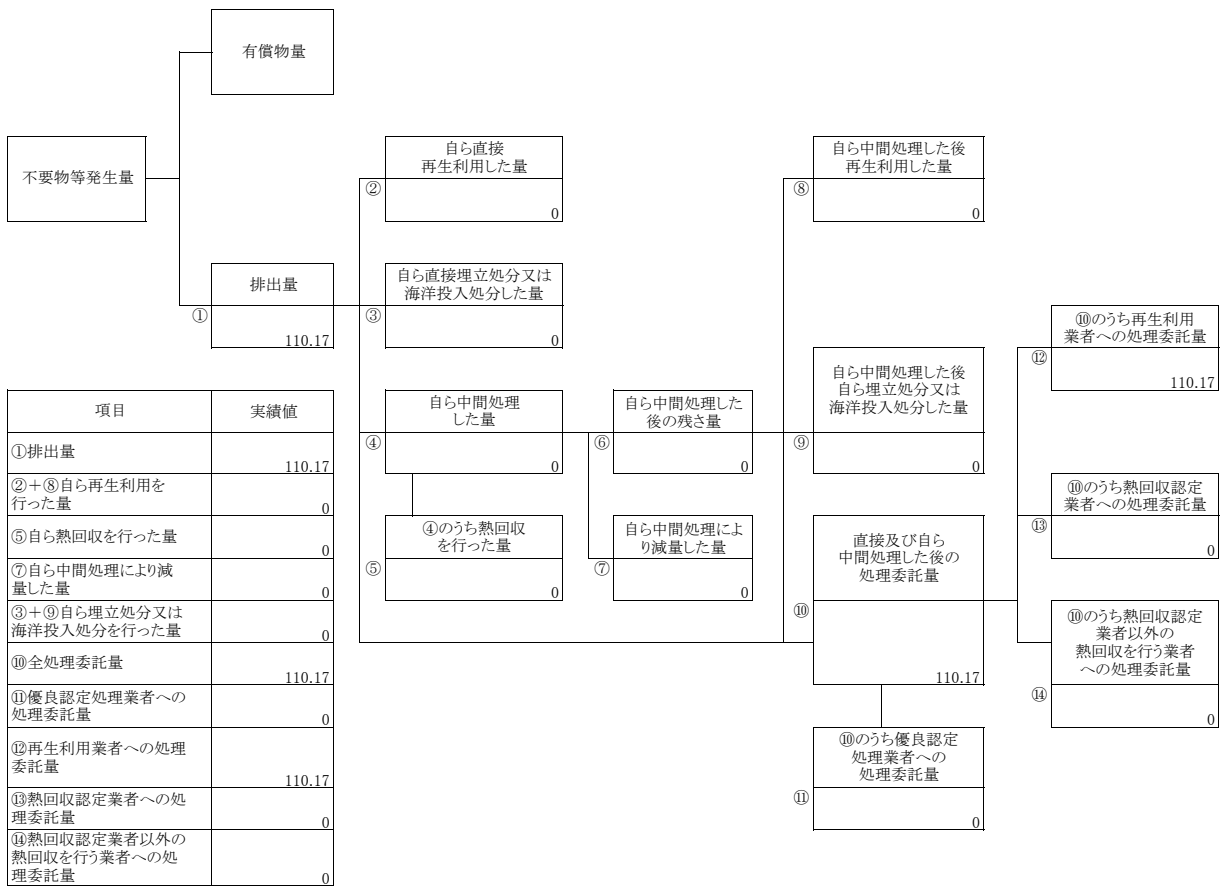 有償物量
不要物等発生量
排出量
①
110.17
自ら直接
再生利用した量
②
0
自ら直接埋立処分又は
海洋投入処分した量
③
0
自ら中間処理
した量
④
0
④のうち熱回収
を行った量
⑤
0
自ら中間処理した
後の残さ量
⑥
0
自ら中間処理によ
り減量した量
⑦
0
自ら中間処理した後
再生利用した量
⑧
0
自ら中間処理した後
自ら埋立処分又は
海洋投入処分した量
⑨
0
直接及び自ら
中間処理した後の
処理委託量
⑩
110.17
⑩のうち優良認定
処理業者への
処理委託量
⑪
0
⑩のうち再生利用
業者への処理委託量
⑫
110.17
⑩のうち熱回収認定
業者への処理委託量
⑬
0
⑩のうち熱回収認定
業者以外の
熱回収を行う業者
への処理委託量
⑭
0
項目 実績値
①排出量
110.17
②+⑧自ら再生利用を
行った量
0
⑤自ら熱回収を行った量
0
⑦自ら中間処理により減
量した量
0
③+⑨自ら埋立処分又は
海洋投入処分を行った量
0
⑩全処理委託量
110.17
⑪優良認定処理業者への
処理委託量
0
⑫再生利用業者への処理
委託量
110.17
⑬熱回収認定業者への処
理委託量
0
⑭熱回収認定業者以外の
熱回収を行う業者への処
理委託量
0